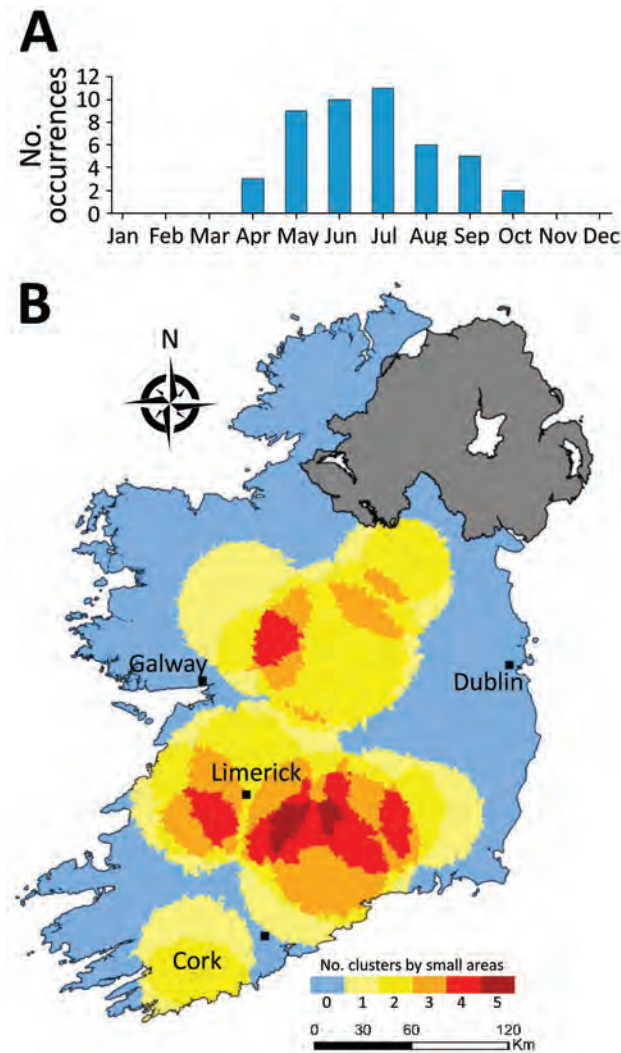 A
No. occurrences
12
10
8
6
4
2
0
Jan Feb Mar Apr May Jun Jul Aug Sep Oct Nov Dec
B
N
Galway
Dublin
Limerick
Cork
No. clusters by small areas
0 1 2 3 4 5
0 30 60 120
Km